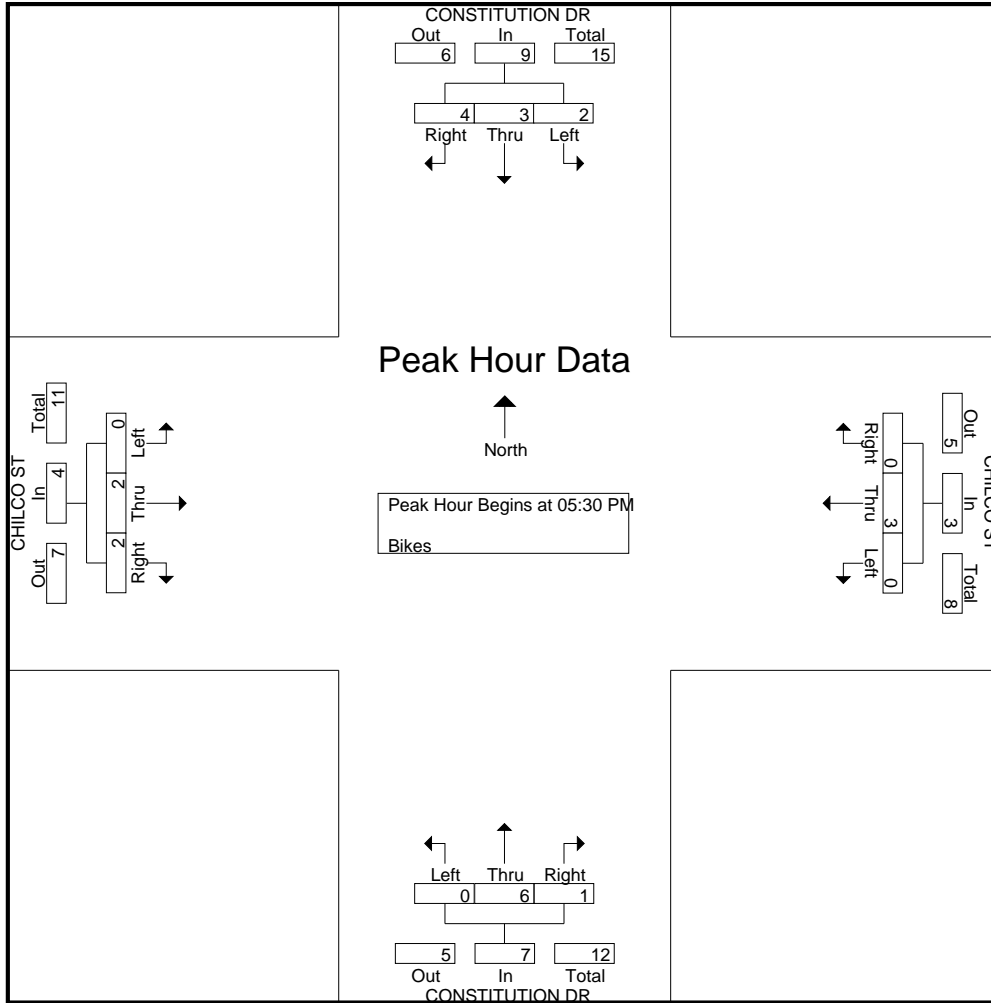 CONSTITUTION DR
Out In Total
6 9 15
4 3 2
Right Thru Left
Peak Hour Data
North
Peak Hour Begins at 05:30 PM
Bikes
CHILCO ST
Total In Out
11 4 7
0 2 2
Left Thru Right
CHILCO ST
Out In Total
5 3 8
0 3 0
Right Thru Left
Left Thru Right
0 6 1
5 7 12
Out In Total
CONSTITUTION DR